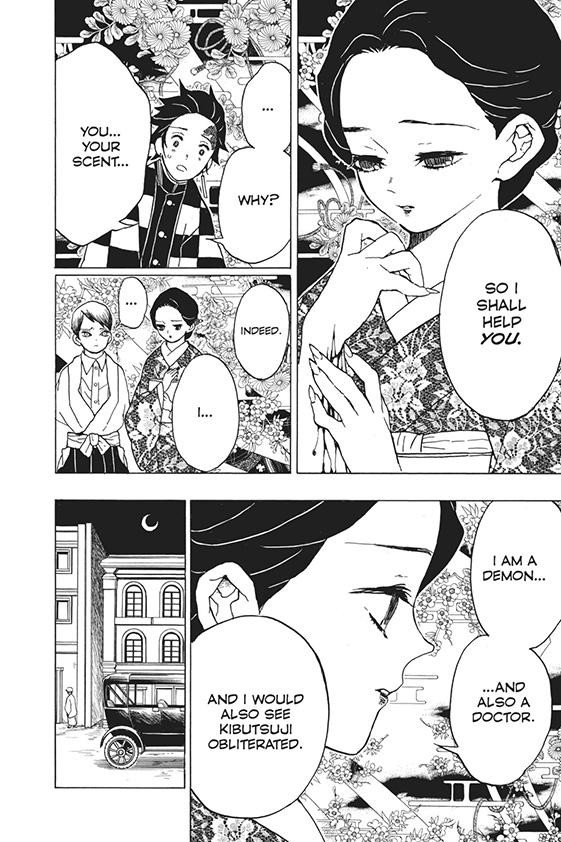 SO I
SHALL
HELP
YOU.
...
WHY?
YOU...
YOUR
SCENT...
INDEED.
I...
...
I AM A
DEMON...
...AND
ALSO A
DOCTOR.
AND I WOULD
ALSO SEE
KIBUTSUJI
OBLITERATED.